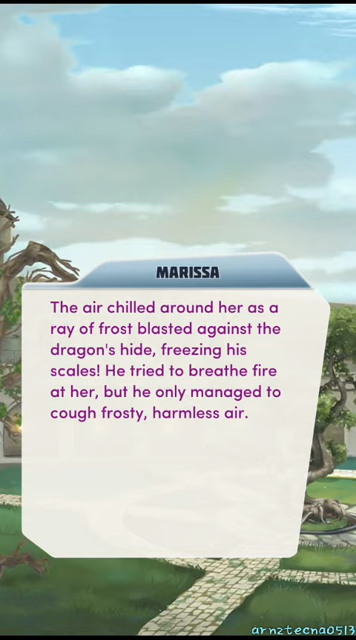 MARISSA
The air chilled around her as a
ray of frost blasted against the
dragon's hide, freezing his
scales! He tried to breathe fire
at her, but he only managed to
cough frosty, harmless air.
arnztecna0513